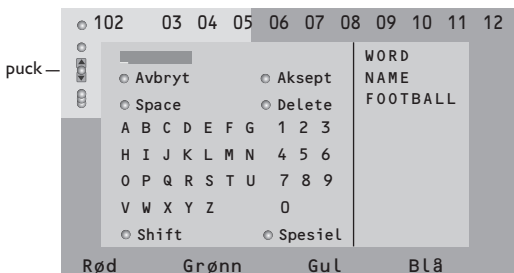 102 03 04 05 06 07 08 09 10 11 12
puck
Avbryt Aksept
Space Delete
A B C D E F G 1 2 3
H I J K L M N 4 5 6
O P Q R S T U 7 8 9
V W X Y Z 0
Shift Spesiel
WORD
NAME
FOOTBALL
Rød Grønn Gul Blå